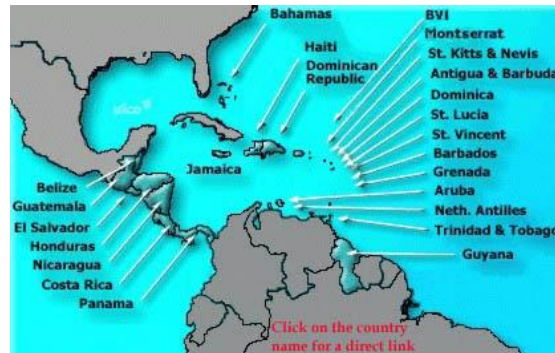 Bahamas
Haiti
Dominican
Republic
BVI
Montserrat
St. Kitts & Nevis
Antigua & Barbuda
Dominica
St. Lucia
St. Vincent
Barbados
Grenada
Aruba
Neth. Antilles
Trinidad & Tobago
Guyana
Jamaica
Belize
Guatemala
El Salvador
Honduras
Nicaragua
Costa Rica
Panama
Click on the country
name for a direct link